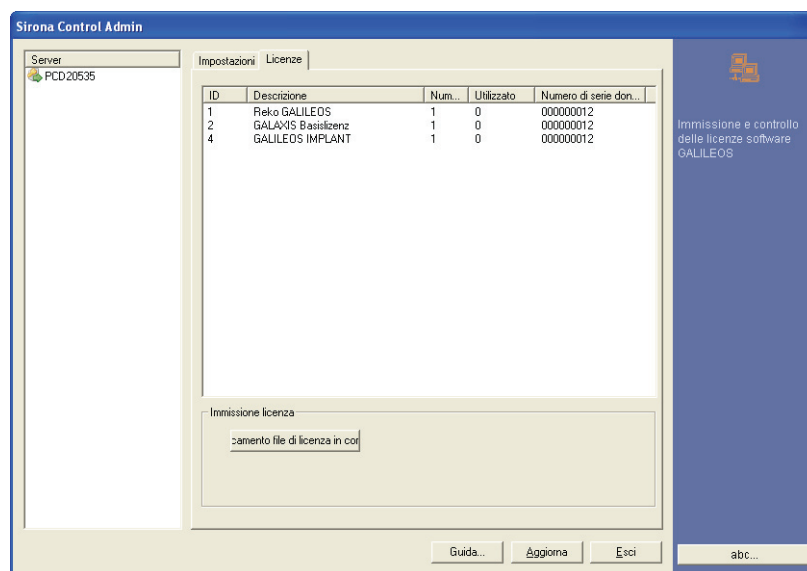 Sirona Control Admin
Server
PCD20535
Impostazioni Licenze
ID Descrizione Num... Utilizzato Numero di serie don...
1 Reko GALILEOS 1 0 000000012
2 GALAXIS Basislizenz 1 0 000000012
4 GALILEOS IMPLANT 1 0 000000012
Immissione licenza
camento file di licenza in cor
Immissione e controllo
delle licenze software
GALILEOS
Guida... Aggiorna Esci
abc...